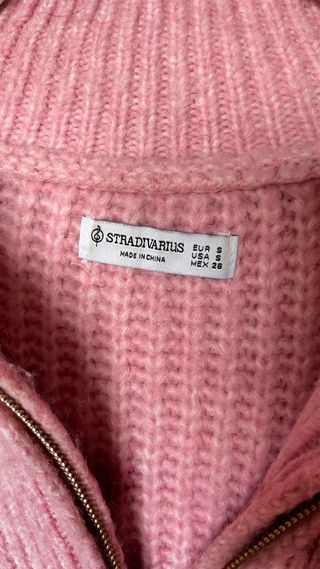 STRADIVARIUS
MADE IN CHINA
EUR S
USA S
MEX 26